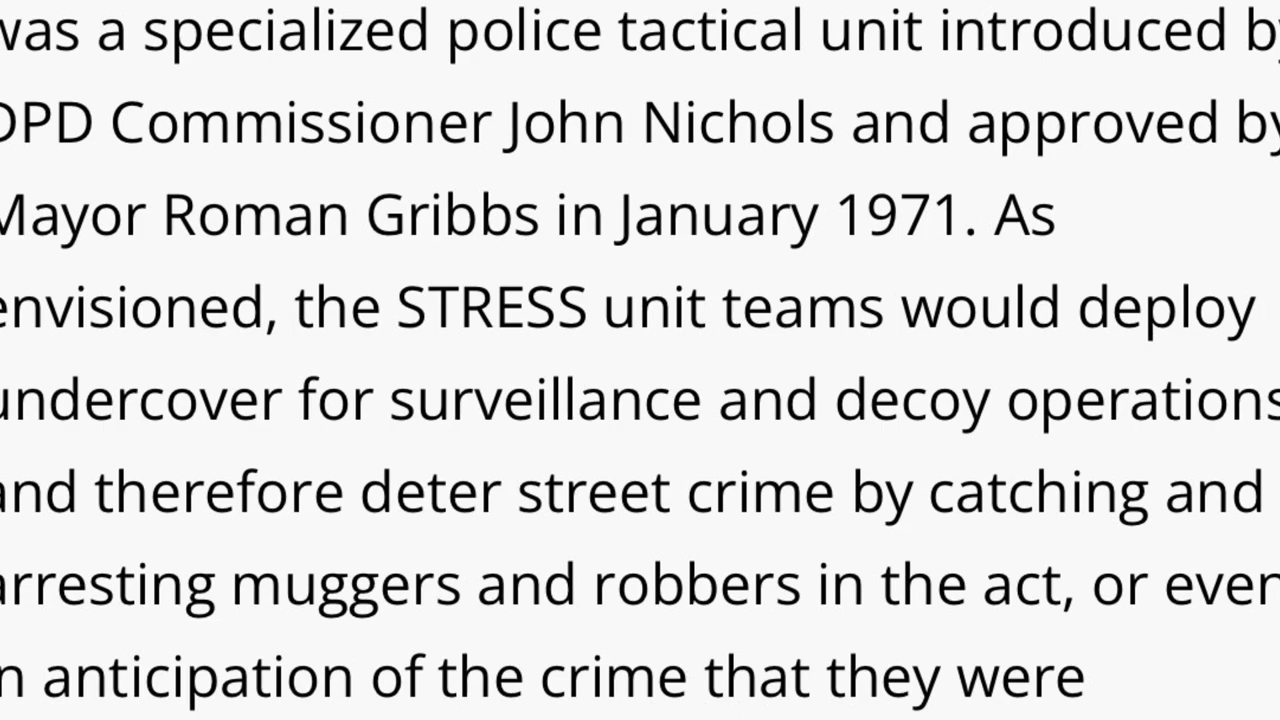 was a specialized police tactical unit introduced by
DPD Commissioner John Nichols and approved by
Mayor Roman Gribbs in January 1971. As
envisioned, the STRESS unit teams would deploy
undercover for surveillance and decoy operations
and therefore deter street crime by catching and
arresting muggers and robbers in the act, or even
in anticipation of the crime that they were